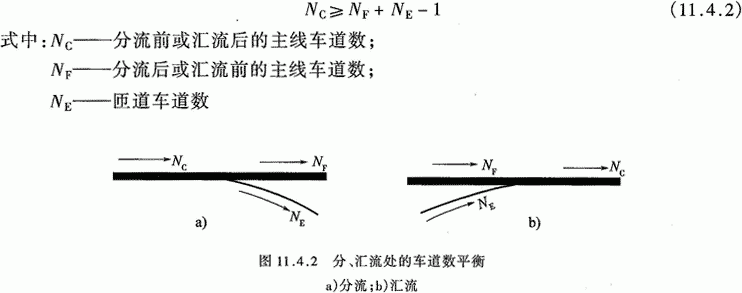 N_C ≥ N_F + N_E − 1 (11.4.2)
式中:N_C——分流前或汇流后的主线车道数;
N_F——分流后或汇流前的主线车道数;
N_E——匝道车道数
N_C N_F N_F N_C
N_E N_E
a) b)
图 11.4.2 分、汇流处的车道数平衡
a)分流;b)汇流